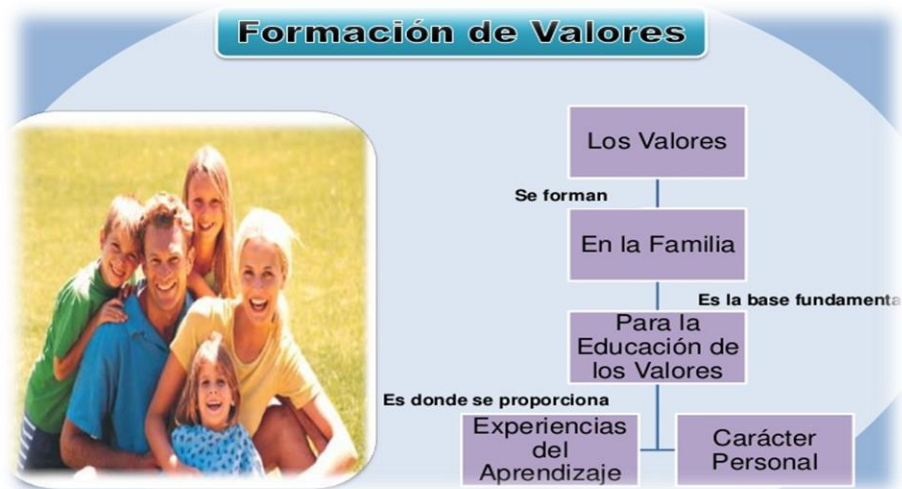 Formación de Valores
Los Valores
Se forman
En la Familia
Es la base fundamenta
Para la
Educación de
los Valores
Es donde se proporciona
Experiencias
del
Aprendizaje
Carácter
Personal